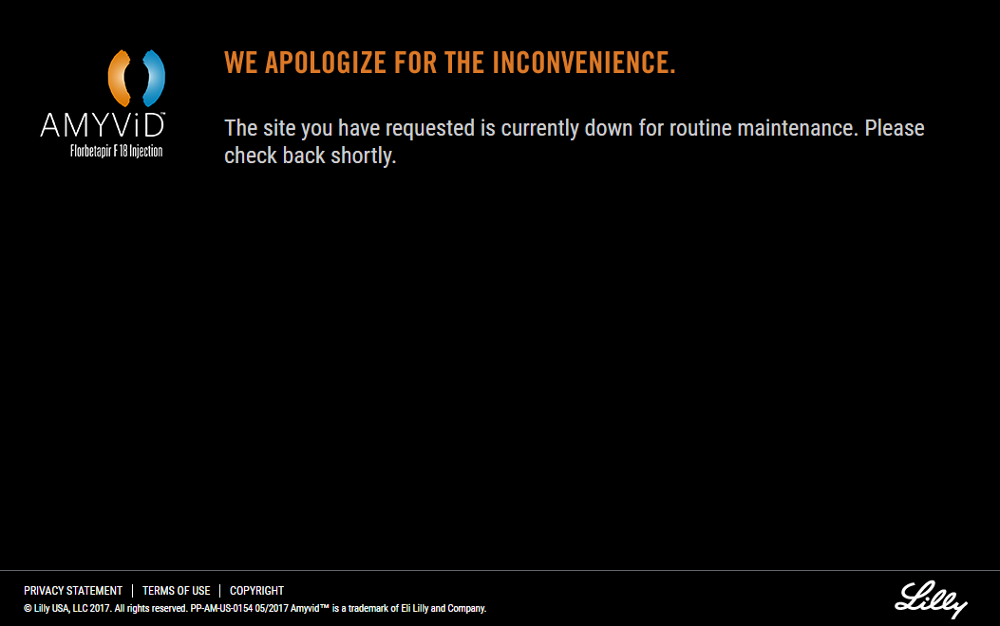 AMYViD™
Florbetapir F 18 Injection
WE APOLOGIZE FOR THE INCONVENIENCE.
The site you have requested is currently down for routine maintenance. Please
check back shortly.
PRIVACY STATEMENT | TERMS OF USE | COPYRIGHT
© Lilly USA, LLC 2017. All rights reserved. PP-AM-US-0154 05/2017 Amyvid™ is a trademark of Eli Lilly and Company.
Lilly